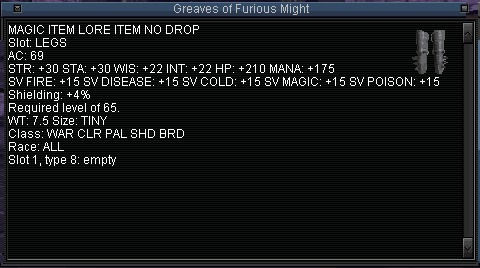 Greaves of Furious Might
MAGIC ITEM LORE ITEM NO DROP
Slot: LEGS
AC: 69
STR: +30 STA: +30 WIS: +22 INT: +22 HP: +210 MANA: +175
SV FIRE: +15 SV DISEASE: +15 SV COLD: +15 SV MAGIC: +15 SV POISON: +15
Shielding: +4%
Required level of 65.
WT: 7.5 Size: TINY
Class: WAR CLR PAL SHD BRD
Race: ALL
Slot 1, type 8: empty